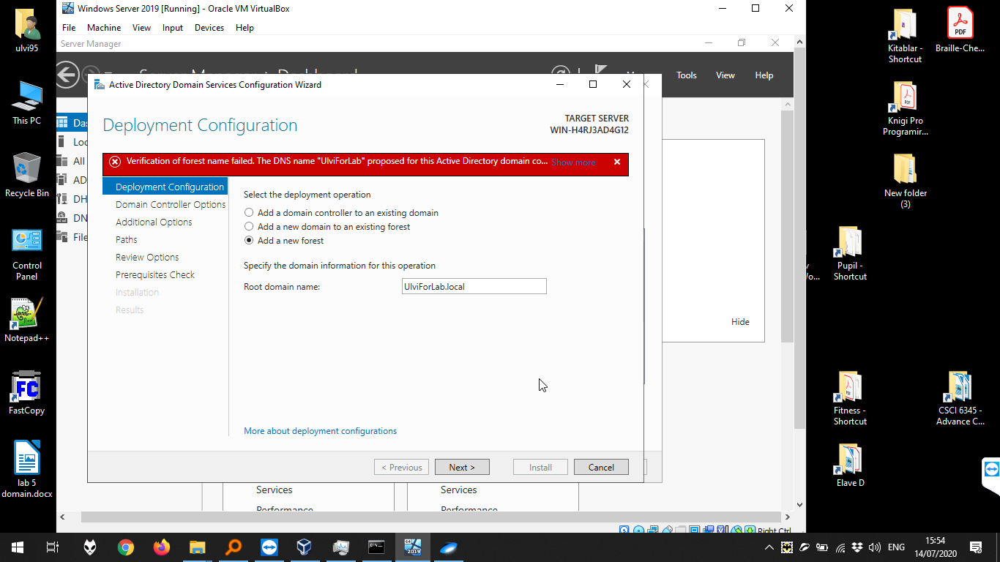 Windows Server 2019 [Running] - Oracle VM VirtualBox
File Machine View Input Devices Help
Server Manager
Tools View Help
Active Directory Domain Services Configuration Wizard
Deployment Configuration
TARGET SERVER
WIN-H4RJ3AD4G12
Verification of forest name failed. The DNS name "UlviForLab" proposed for this Active Directory domain co... Show more
Deployment Configuration
Domain Controller Options
Additional Options
Paths
Review Options
Prerequisites Check
Installation
Results
Select the deployment operation
Add a domain controller to an existing domain
Add a new domain to an existing forest
Add a new forest
Specify the domain information for this operation
Root domain name: UlviForLab.local
More about deployment configurations
< Previous Next > Install Cancel
Das
Loc
All
AD
DH
DN
File
Hide
Services
Performance
Services
Performance
Right Ctrl
ulvi95
This PC
Recycle Bin
Control
Panel
Notepad++
FastCopy
lab 5
domain.docx
Kitablar -
Shortcut
Braille-Che...
PDF
Knigi Pro
Programir...
New folder
(3)
Pupil -
Shortcut
Fitness -
Shortcut
CSCI 6345 -
Advance C...
Elave D
FC
2019
ENG
15:54
14/07/2020